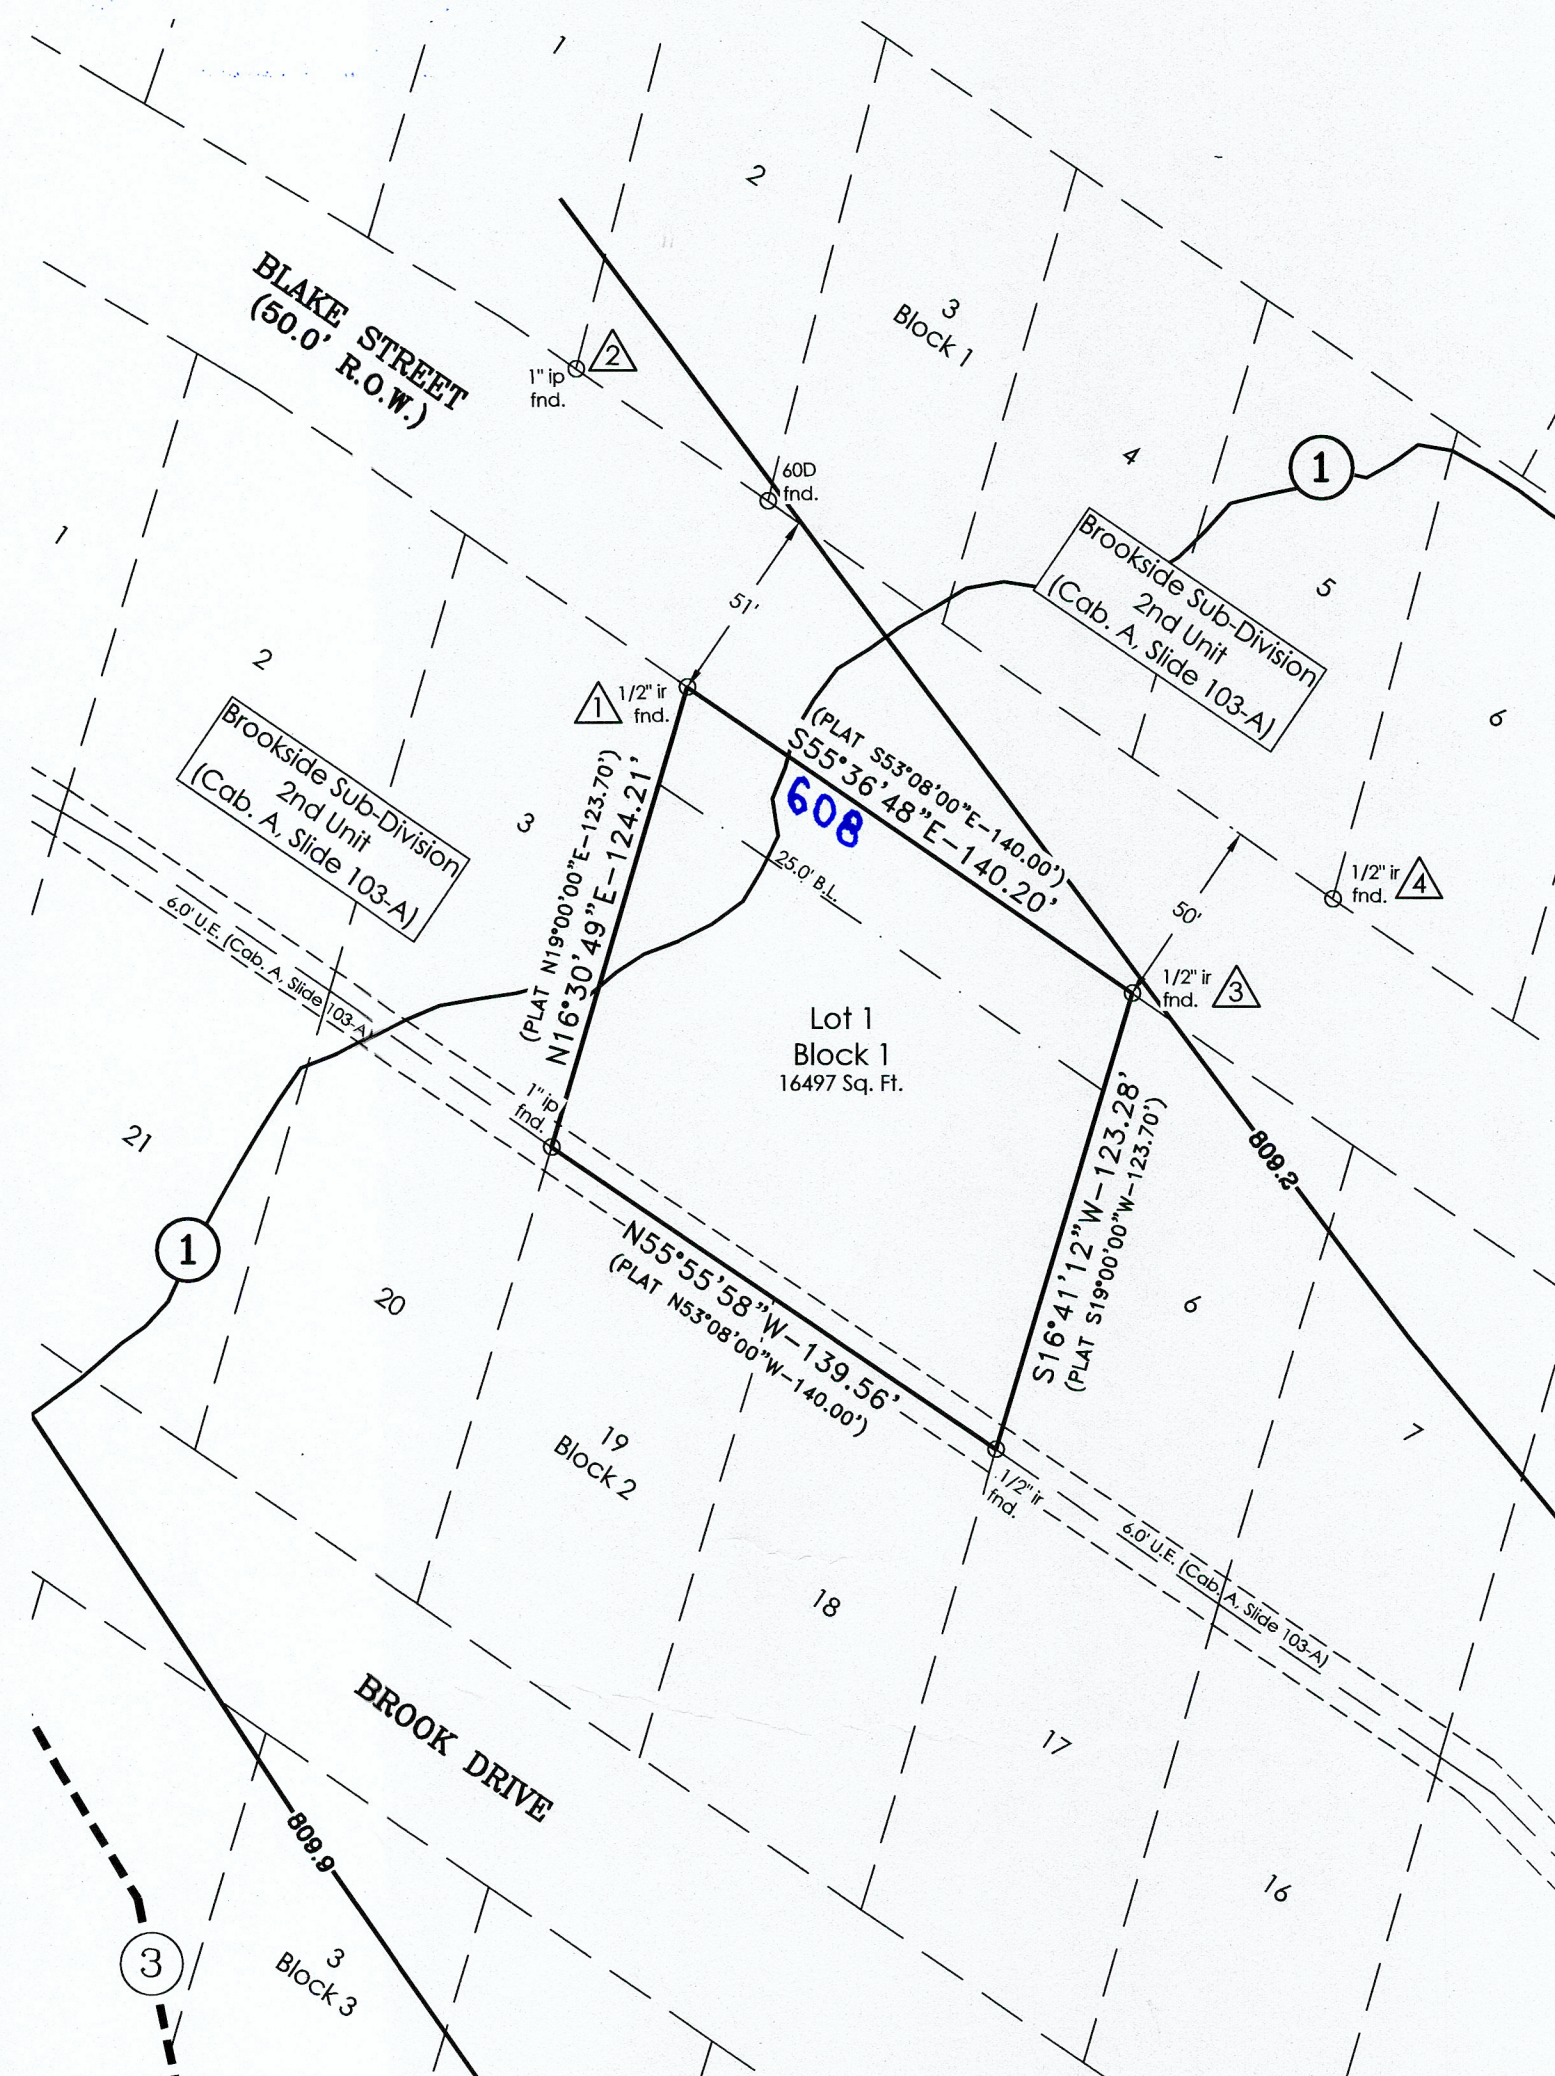 1
2
BLAKE STREET
(50.0' R.O.W.)
3
Block 1
2
1" ip
fnd.
4
1
60D
fnd.
1
Brookside Sub-Division
2nd Unit
(Cab. A, Slide 103-A)
5
51'
2
1
1/2" ir
fnd.
6
Brookside Sub-Division
2nd Unit
(Cab. A, Slide 103-A)
3
(PLAT S53°08'00"E-140.00')
S55°36'48"E-140.20'
608
(PLAT N19°00'00"E-123.70')
N16°30'49"E-124.21'
25.0' B.L.
1/2" ir
fnd.
4
50'
6.0' U.E. (Cab. A, Slide 103-A)
1/2" ir
fnd.
3
Lot 1
Block 1
16497 Sq. Ft.
1" ip
fnd.
21
809.2
S16°41'12"W-123.28'
(PLAT S19°00'00"W-123.70')
1
20
N55°55'58"W-139.56'
(PLAT N53°08'00"W-140.00')
6
7
19
Block 2
1/2" ir
fnd.
6.0' U.E. (Cab. A, Slide 103-A)
18
17
BROOK DRIVE
809.9
16
3
3
Block 3